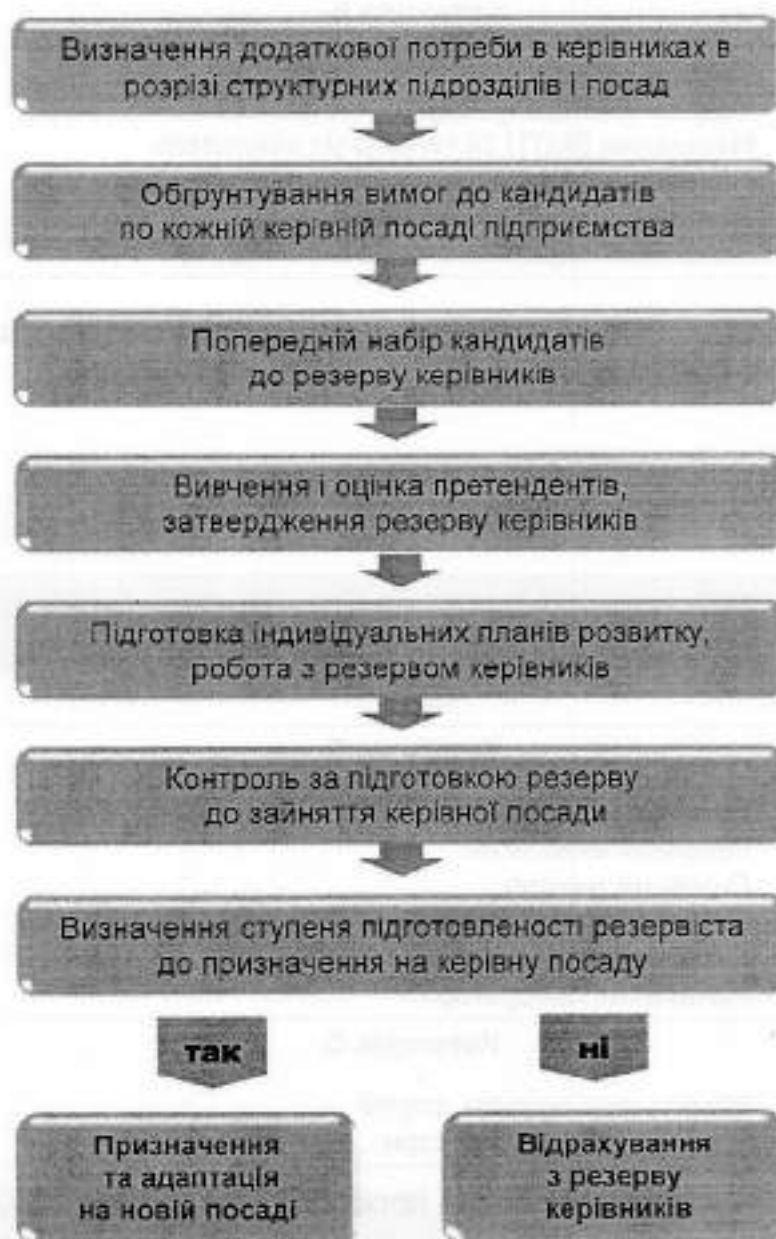 Визначення додаткової потреби в керівниках в
розрізі структурних підрозділів і посад
Обґрунтування вимог до кандидатів
по кожній керівній посаді підприємства
Попередній набір кандидатів
до резерву керівників
Вивчення і оцінка претендентів,
затвердження резерву керівників
Підготовка індивідуальних планів розвитку,
робота з резервом керівників
Контроль за підготовкою резерву
до зайняття керівної посади
Визначення ступеня підготовленості резервіста
до призначення на керівну посаду
так
ні
Призначення
та адаптація
на новій посаді
Відрахування
з резерву
керівників